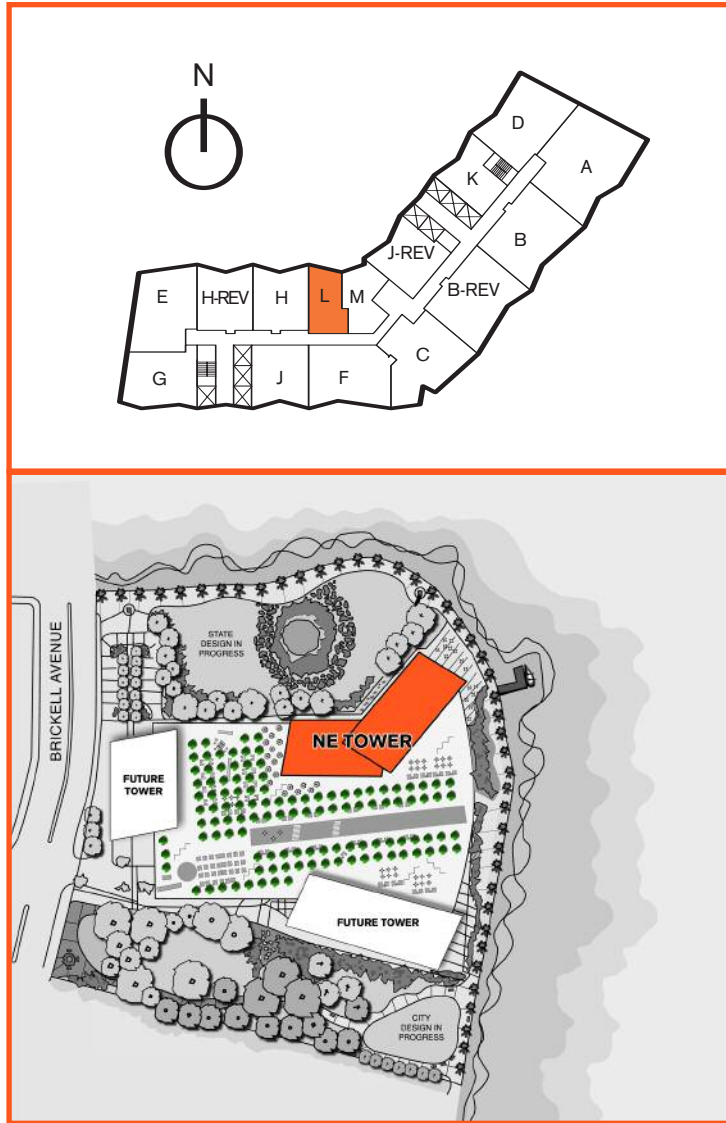 N
D
A
K
B
J-REV
B-REV
E
H-REV
H
L
M
C
G
J
F
BRICKELL AVENUE
STATE
DESIGN IN
PROGRESS
NE TOWER
FUTURE
TOWER
FUTURE TOWER
CITY
DESIGN IN
PROGRESS